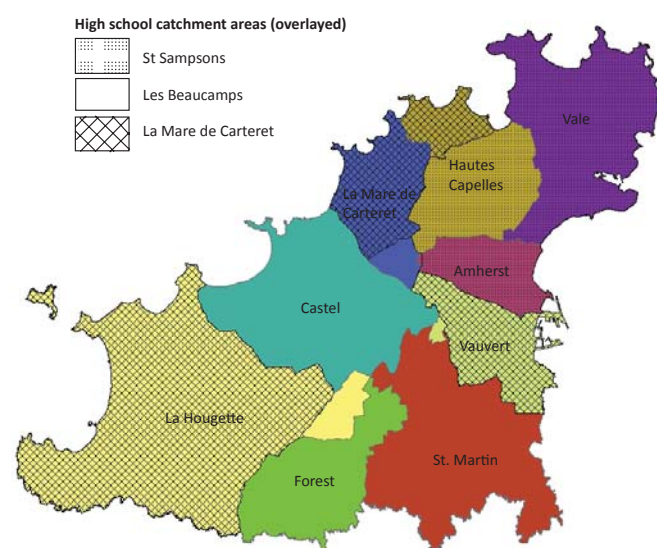 High school catchment areas (overlayed)
St Sampsons
Les Beaucamps
La Mare de Carteret
Vale
Hautes
Capelles
La Mare de
Carteret
Amherst
Castel
Vauvert
La Hougette
St. Martin
Forest